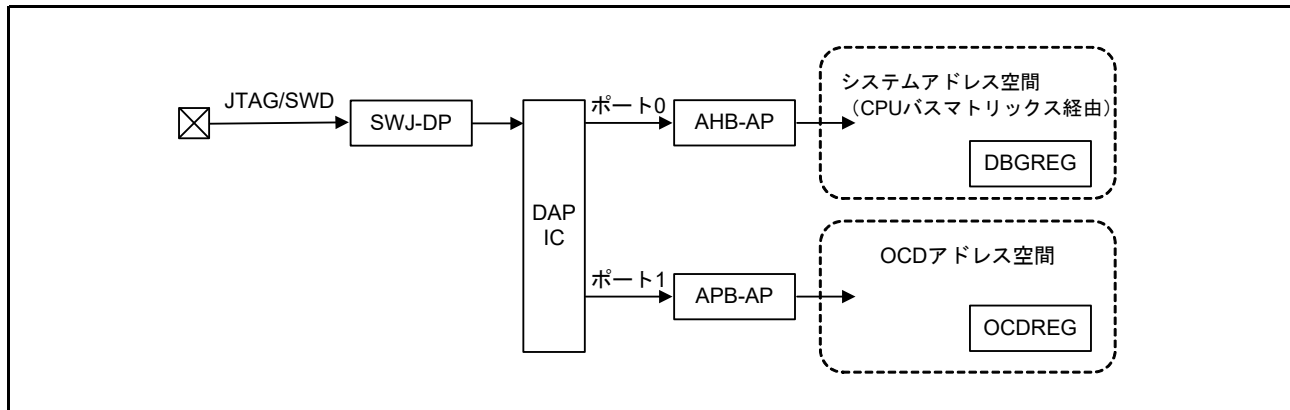 JTAG/SWD
SWJ-DP
DAP
IC
ポート0
AHB-AP
システムアドレス空間
（CPUバスマトリックス経由）
DBGREG
ポート1
APB-AP
OCDアドレス空間
OCDREG